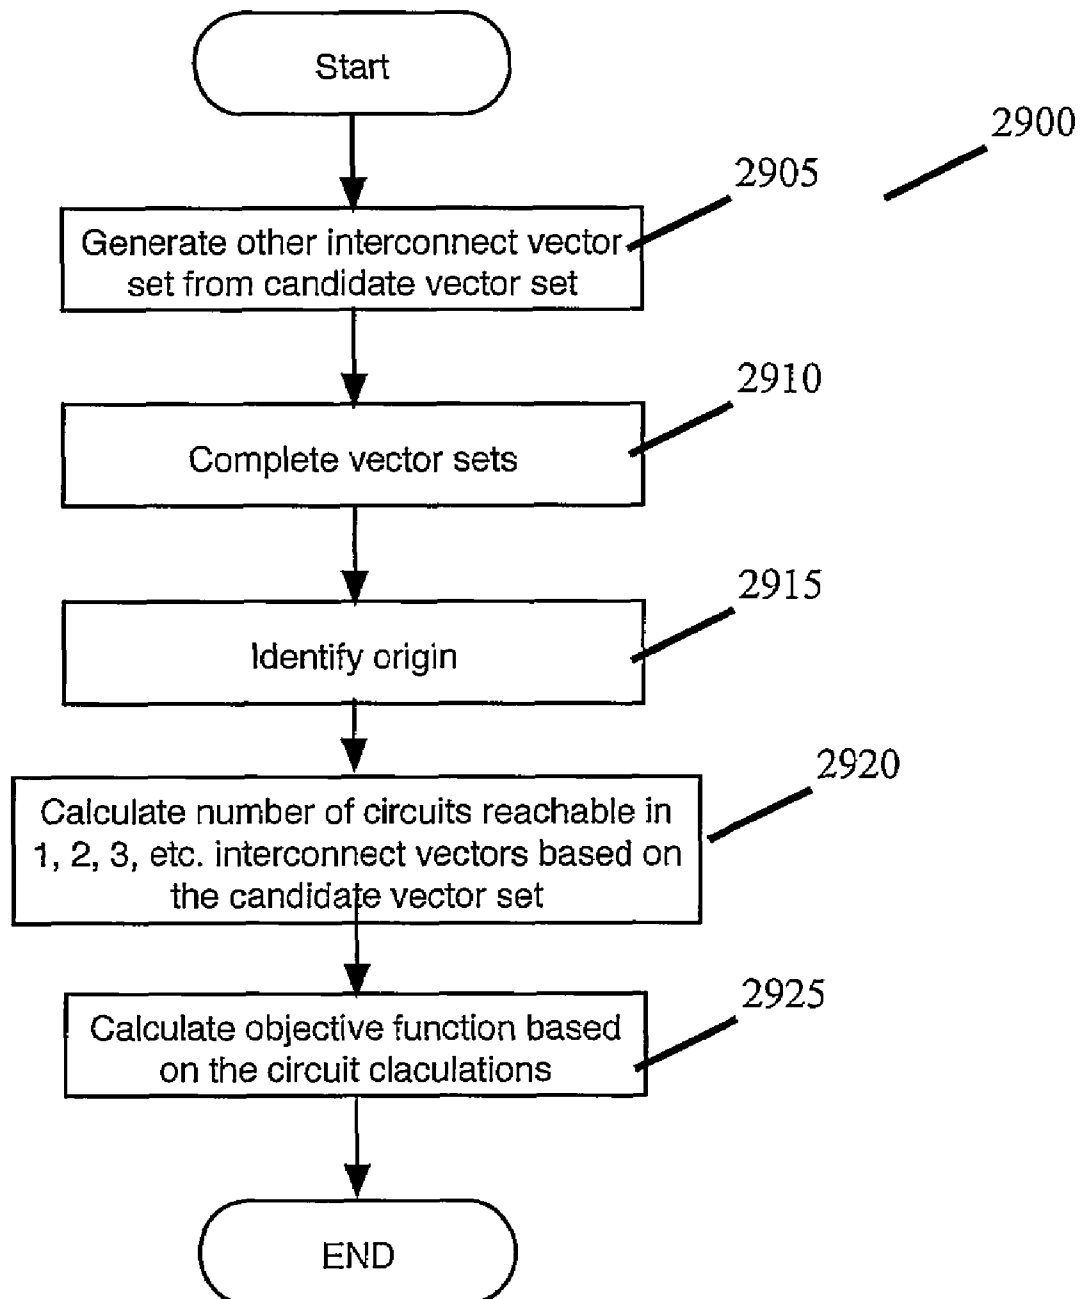 Start
2900
2905
Generate other interconnect vector
set from candidate vector set
2910
Complete vector sets
2915
Identify origin
2920
Calculate number of circuits reachable in
1, 2, 3, etc. interconnect vectors based on
the candidate vector set
2925
Calculate objective function based
on the circuit claculations
END